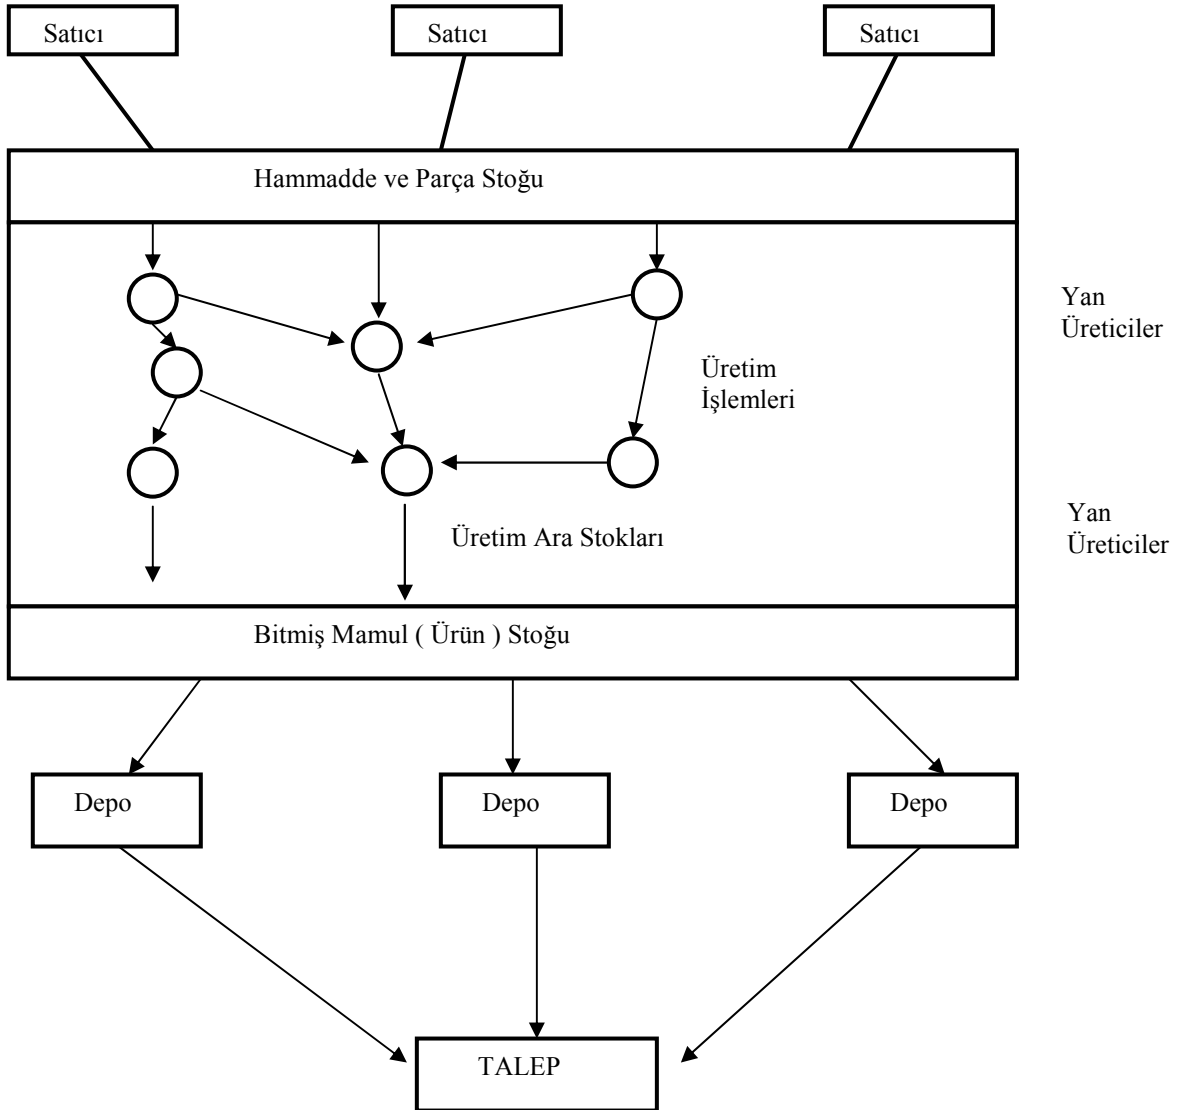 Satıcı
Satıcı
Satıcı
Hammadde ve Parça Stoğu
Yan
Üreticiler
Üretim
İşlemleri
Üretim Ara Stokları
Yan
Üreticiler
Bitmiş Mamul ( Ürün ) Stoğu
Depo
Depo
Depo
TALEP